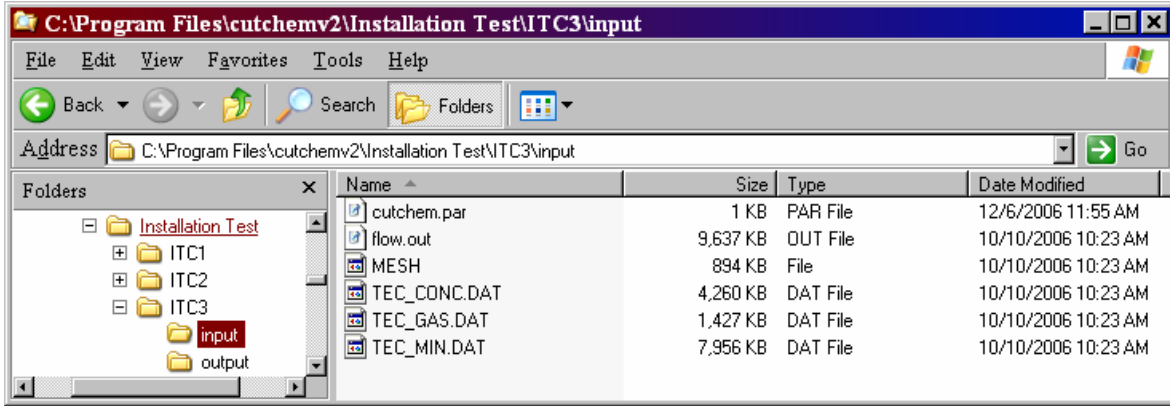 C:\Program Files\cutchemv2\Installation Test\ITC3\input
File Edit View Favorites Tools Help
Back Search Folders
Address C:\Program Files\cutchemv2\Installation Test\ITC3\input Go
Folders Name Size Type Date Modified
Installation Test cutchem.par 1 KB PAR File 12/6/2006 11:55 AM
ITC1 flow.out 9,637 KB OUT File 10/10/2006 10:23 AM
ITC2 MESH 894 KB File 10/10/2006 10:23 AM
ITC3 TEC_CONC.DAT 4,260 KB DAT File 10/10/2006 10:23 AM
input TEC_GAS.DAT 1,427 KB DAT File 10/10/2006 10:23 AM
output TEC_MIN.DAT 7,956 KB DAT File 10/10/2006 10:23 AM